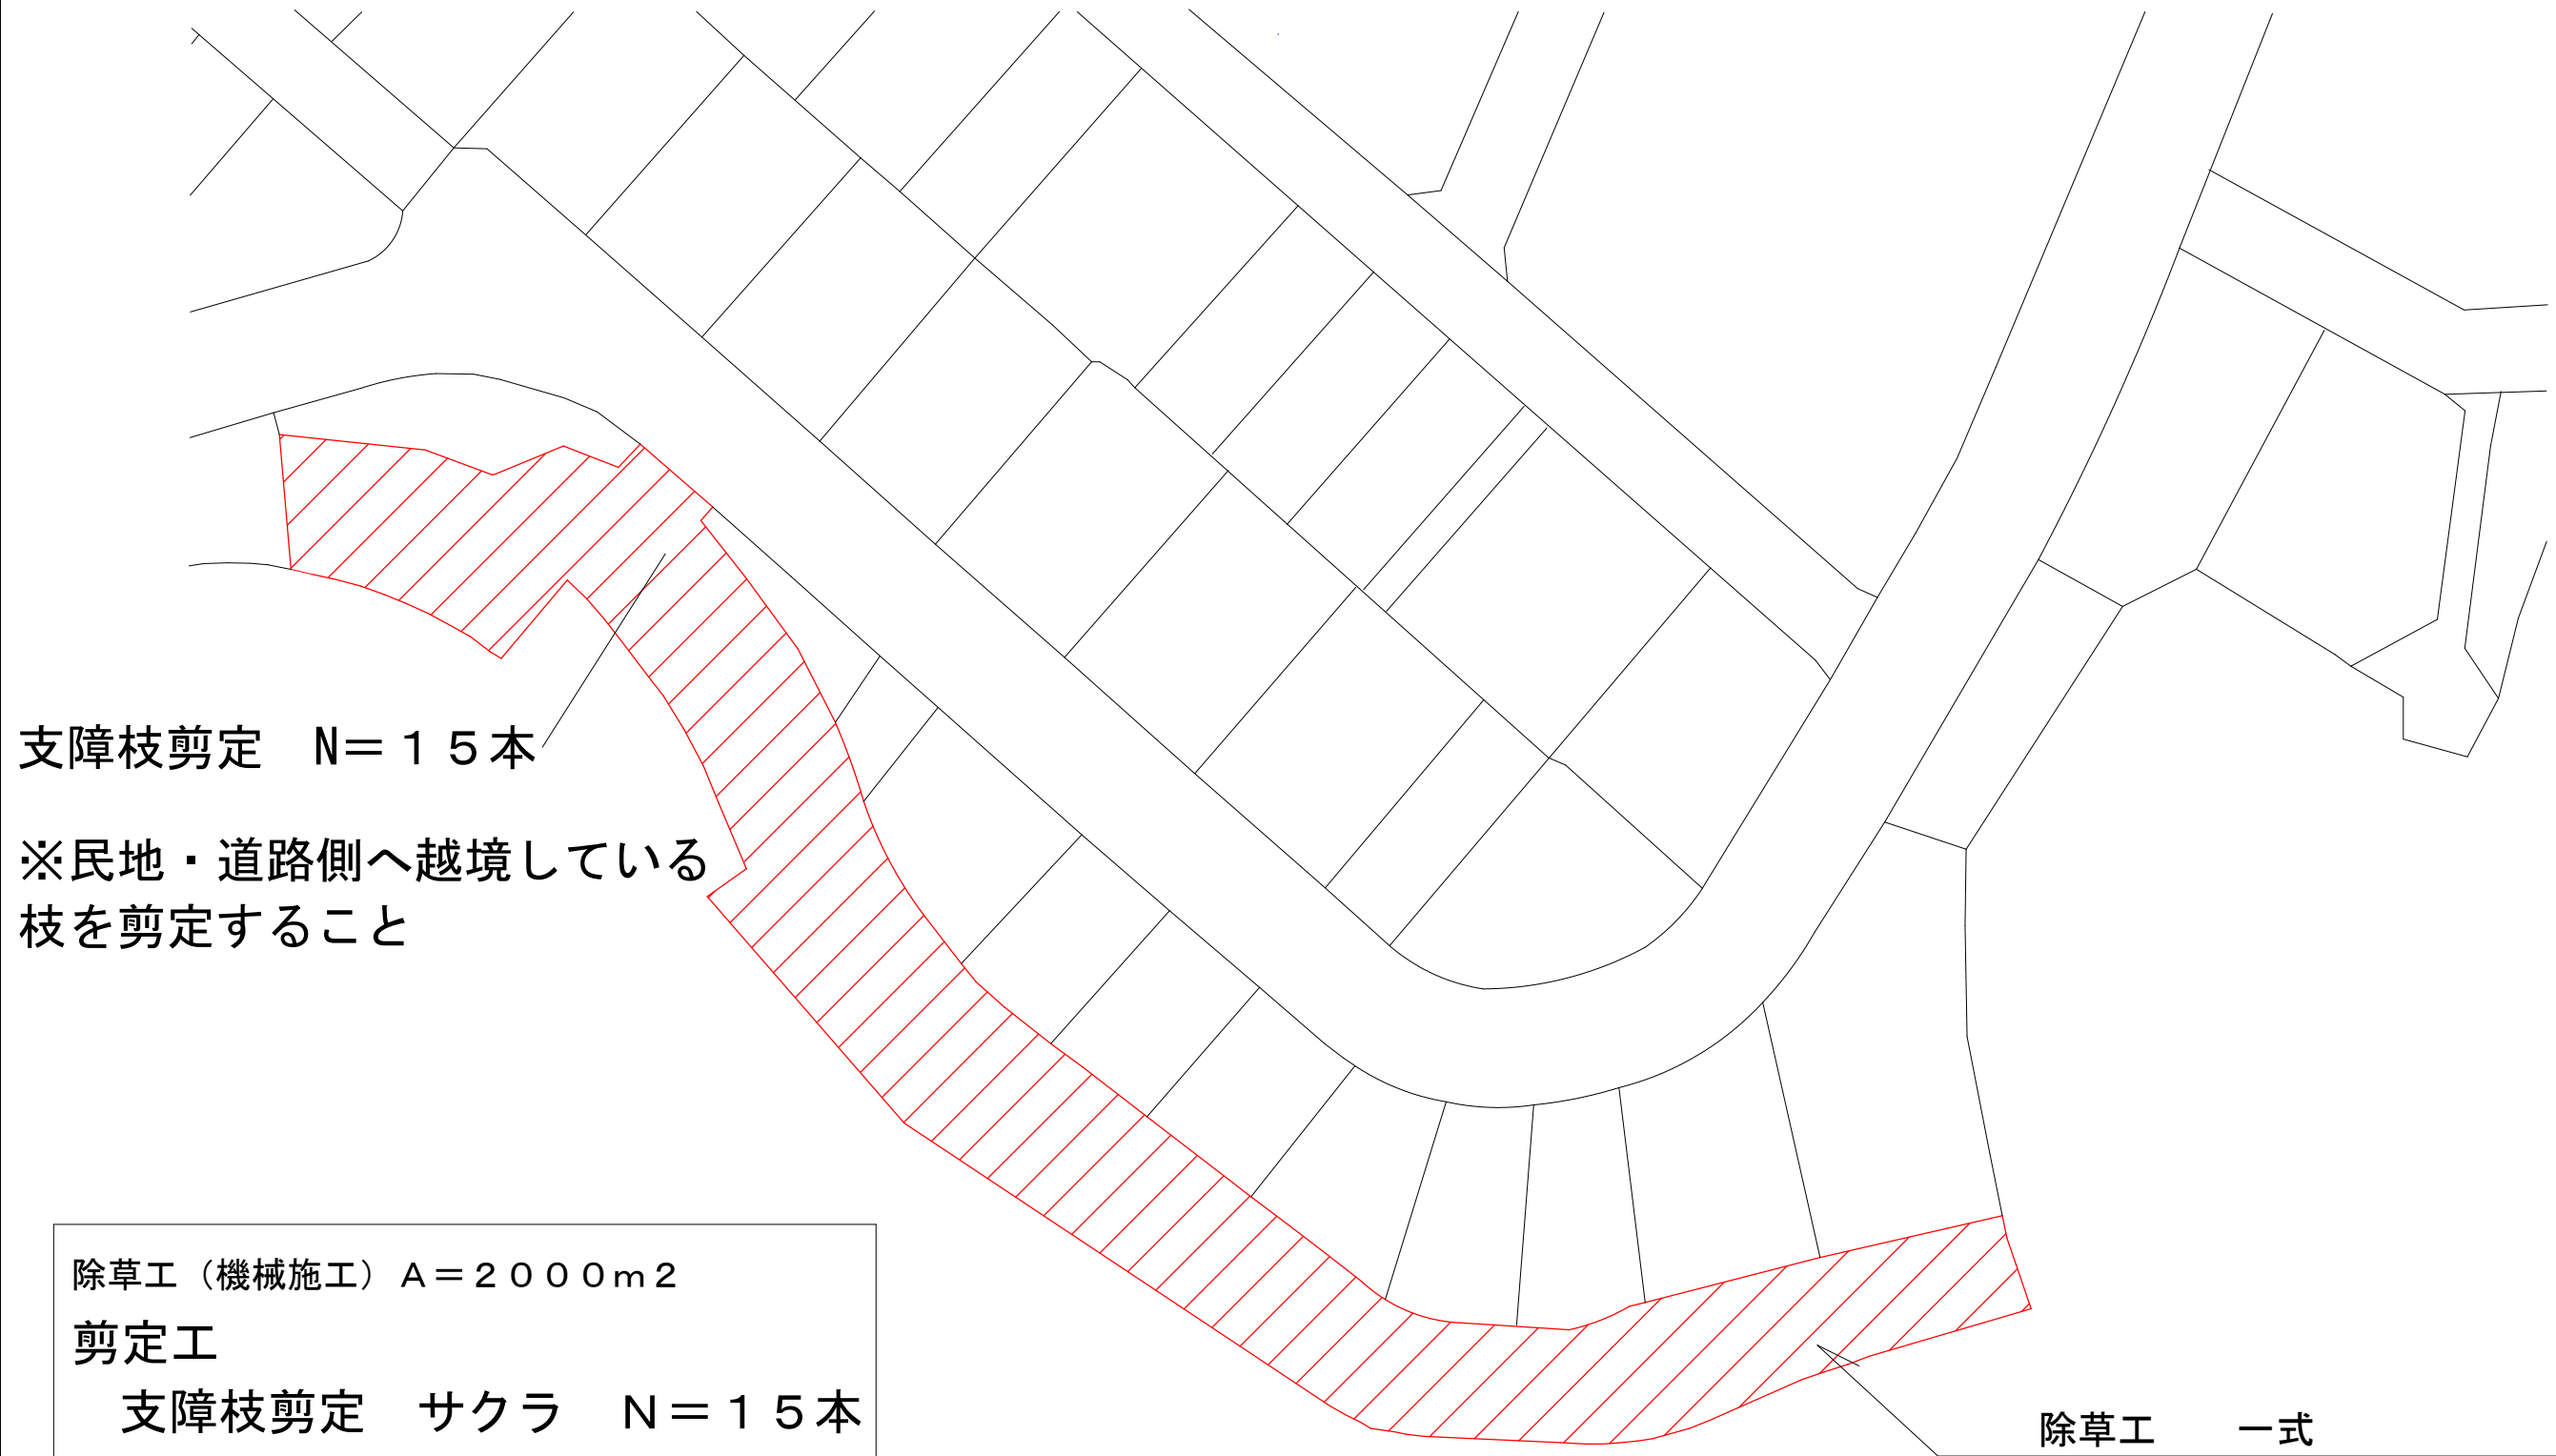 支障枝剪定　N＝１５本
※民地・道路側へ越境している
枝を剪定すること
除草工（機械施工）Ａ＝２０００ｍ２
剪定工
支障枝剪定　サクラ　Ｎ＝１５本
除草工　　一式